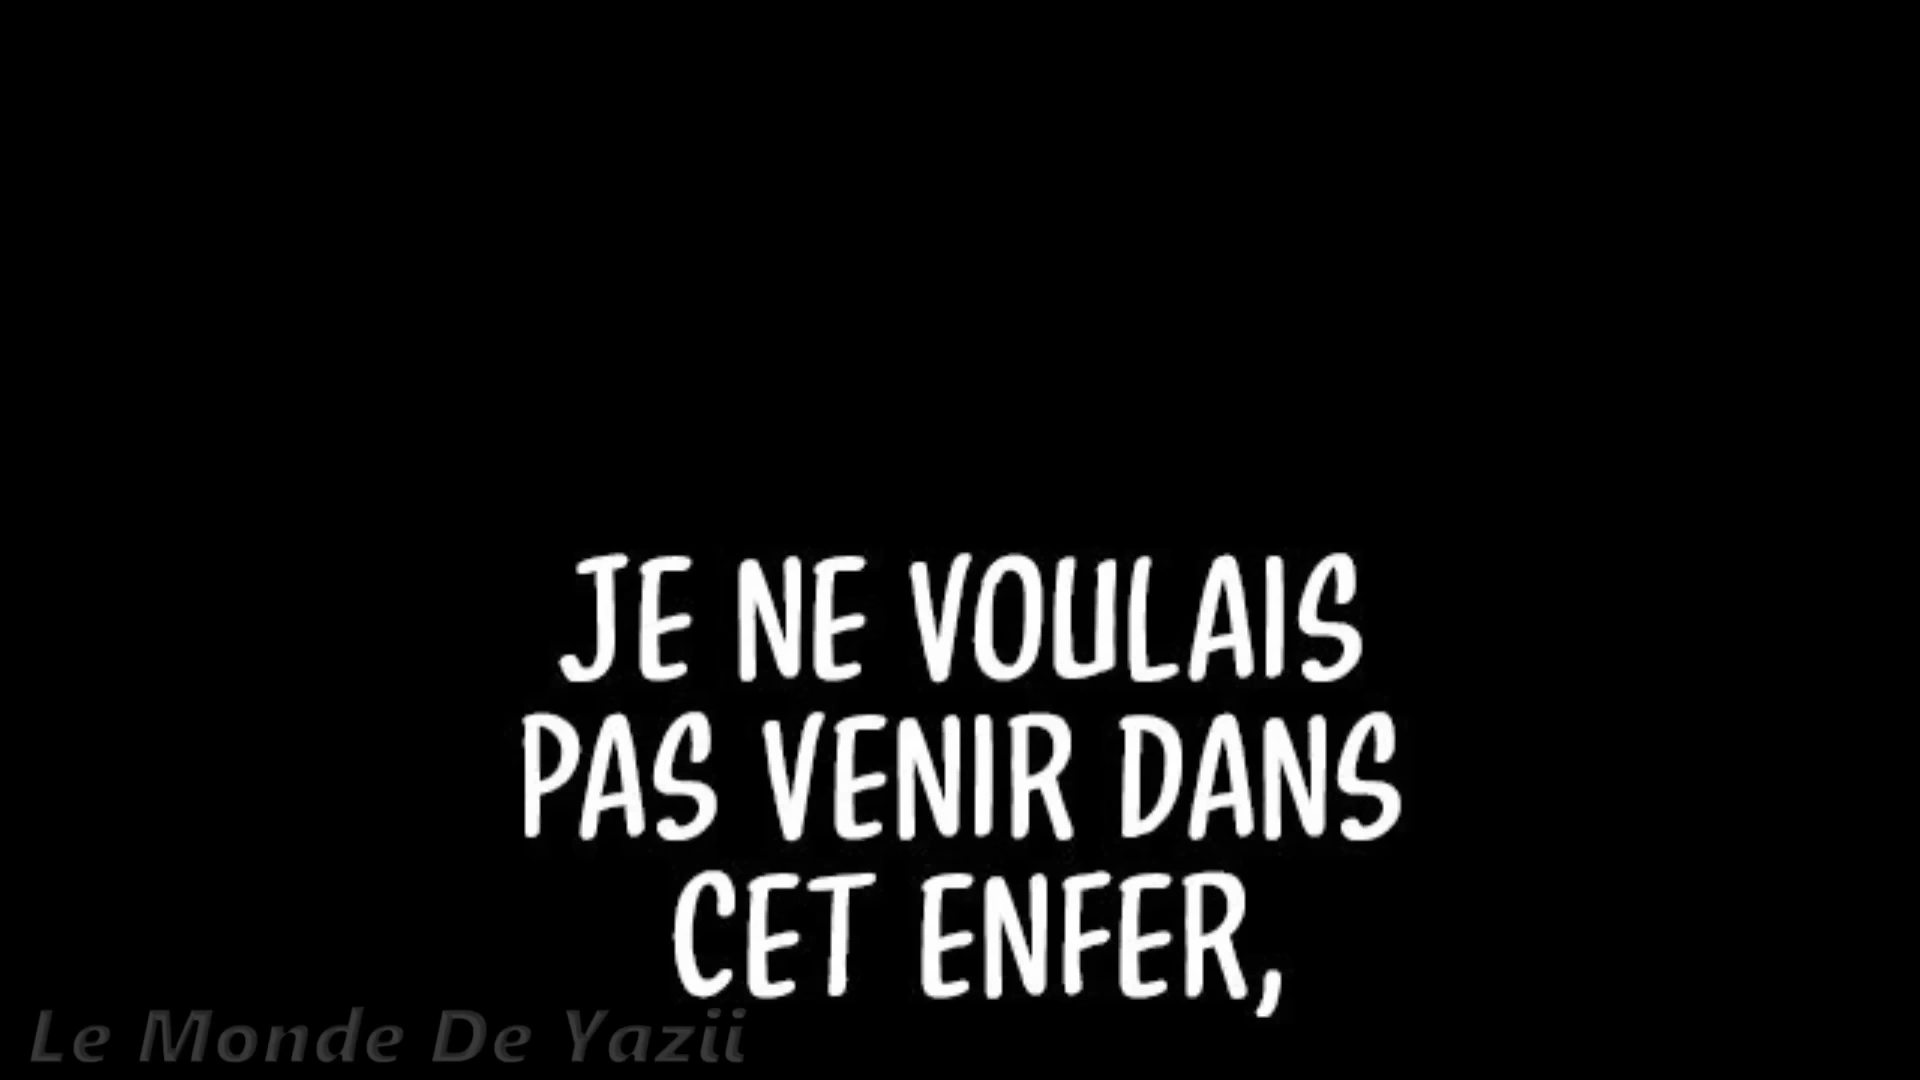 JE NE VOULAIS
PAS VENIR DANS
CET ENFER,
Le Monde De Yazii